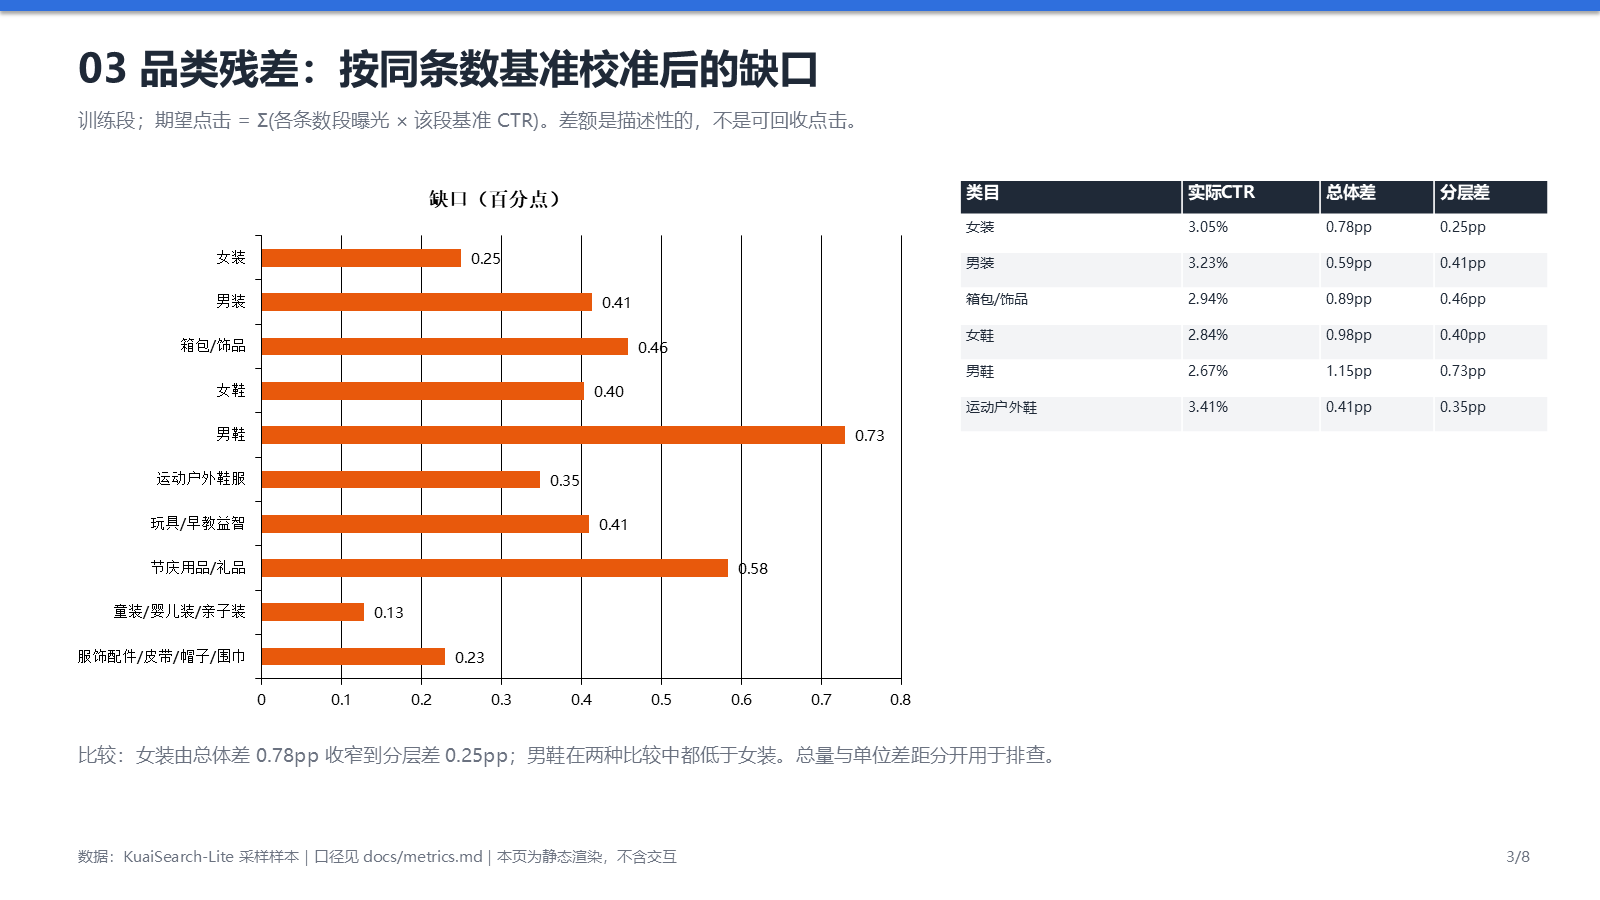 03 品类残差：按同条数基准校准后的缺口
训练段；期望点击 = Σ(各条数段曝光 × 该段基准 CTR)。差额是描述性的，不是可回收点击。
缺口（百分点）
女装 0.25
男装 0.41
箱包/饰品 0.46
女鞋 0.40
男鞋 0.73
运动户外鞋服 0.35
玩具/早教益智 0.41
节庆用品/礼品 0.58
童装/婴儿装/亲子装 0.13
服饰配件/皮带/帽子/围巾 0.23
0 0.1 0.2 0.3 0.4 0.5 0.6 0.7 0.8
类目 实际CTR 总体差 分层差
女装 3.05% 0.78pp 0.25pp
男装 3.23% 0.59pp 0.41pp
箱包/饰品 2.94% 0.89pp 0.46pp
女鞋 2.84% 0.98pp 0.40pp
男鞋 2.67% 1.15pp 0.73pp
运动户外鞋 3.41% 0.41pp 0.35pp
比较：女装由总体差 0.78pp 收窄到分层差 0.25pp；男鞋在两种比较中都低于女装。总量与单位差距分开用于排查。
数据：KuaiSearch-Lite 采样样本 | 口径见 docs/metrics.md | 本页为静态渲染，不含交互
3/8